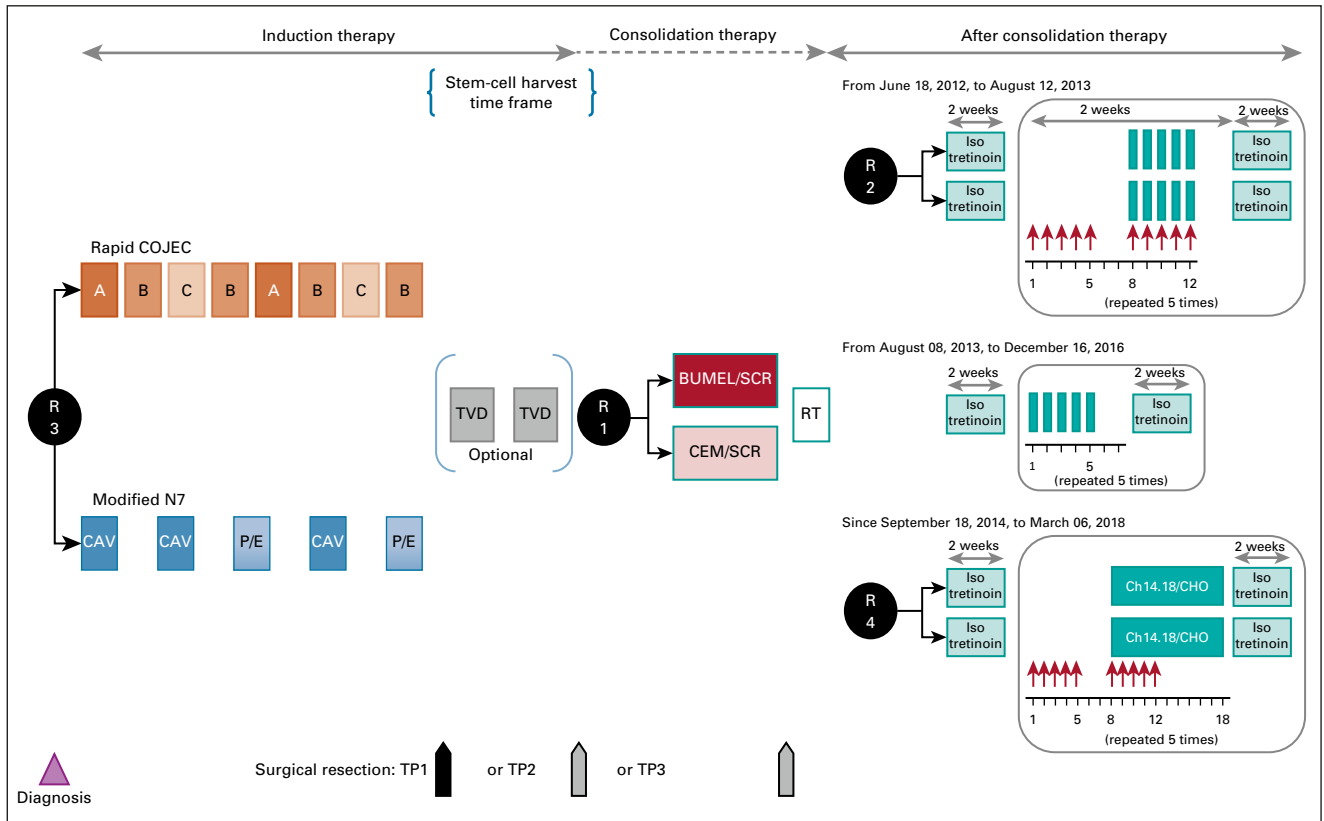 Induction therapy
Consolidation therapy
After consolidation therapy
Stem-cell harvest
time frame
From June 18, 2012, to August 12, 2013
2 weeks
2 weeks
2 weeks
R
2
Iso
tretinoin
Iso
tretinoin
Iso
tretinoin
Iso
tretinoin
1
5
8
12
(repeated 5 times)
Rapid COJEC
A
B
C
B
A
B
C
B
R
3
TVD
TVD
Optional
R
1
BUMEL/SCR
CEM/SCR
RT
From August 08, 2013, to December 16, 2016
2 weeks
2 weeks
Iso
tretinoin
Iso
tretinoin
1
5
(repeated 5 times)
Modified N7
CAV
CAV
P/E
CAV
P/E
Since September 18, 2014, to March 06, 2018
2 weeks
2 weeks
R
4
Iso
tretinoin
Iso
tretinoin
Ch14.18/CHO
Ch14.18/CHO
Iso
tretinoin
Iso
tretinoin
1
5
8
12
18
(repeated 5 times)
Diagnosis
Surgical resection: TP1
or TP2
or TP3